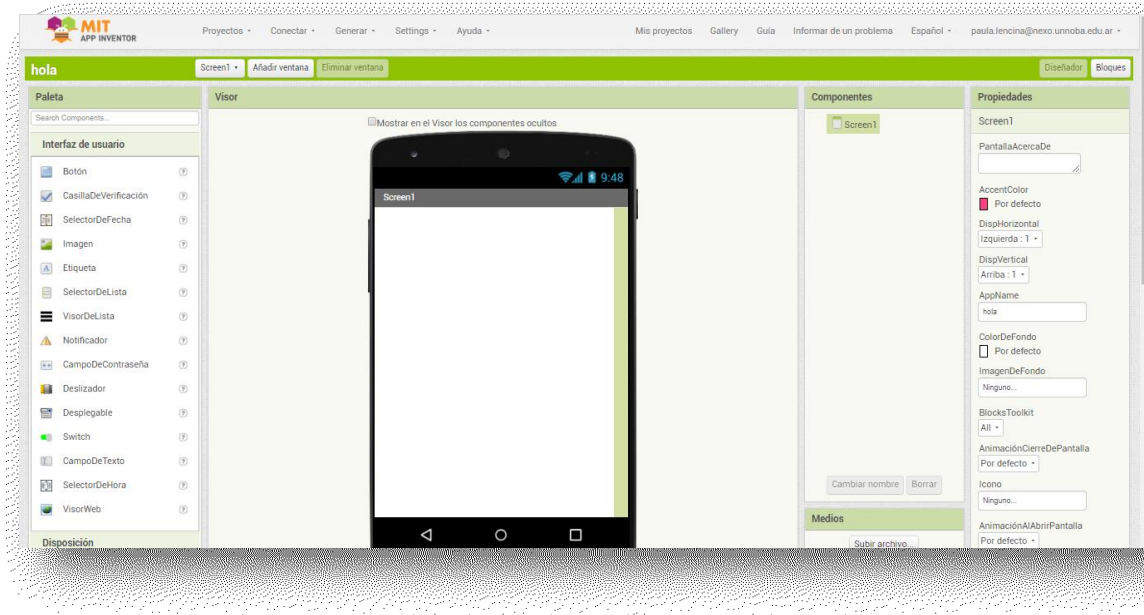 MIT
APP INVENTOR
Proyectos Conectar Generar Settings Ayuda Mis proyectos Gallery Guía Informar de un problema Español paula.lencina@nexo.unnoba.edu.ar
hola Screen1 Añadir ventana Eliminar ventana Diseñador Bloques
Paleta
Search Components...
Interfaz de usuario
Botón ?
CasillaDeVerificación ?
SelectorDeFecha ?
Imagen ?
A Etiqueta ?
SelectorDeLista ?
VisorDeLista ?
Notificador ?
CampoDeContraseña ?
Deslizador ?
Desplegable ?
Switch ?
CampoDeTexto ?
SelectorDeHora ?
VisorWeb ?
Disposición
Visor
Mostrar en el Visor los componentes ocultos
9:48
Screen1
Componentes
Screen1
Cambiar nombre Borrar
Medios
Subir archivo...
Propiedades
Screen1
PantallaAcercaDe
AccentColor
Por defecto
DispHorizontal
Izquierda : 1
DispVertical
Arriba : 1
AppName
hola
ColorDeFondo
Por defecto
ImagenDeFondo
Ninguno...
BlocksToolkit
All
AnimaciónCierreDePantalla
Por defecto
Icono
Ninguno...
AnimaciónAlAbrirPantalla
Por defecto